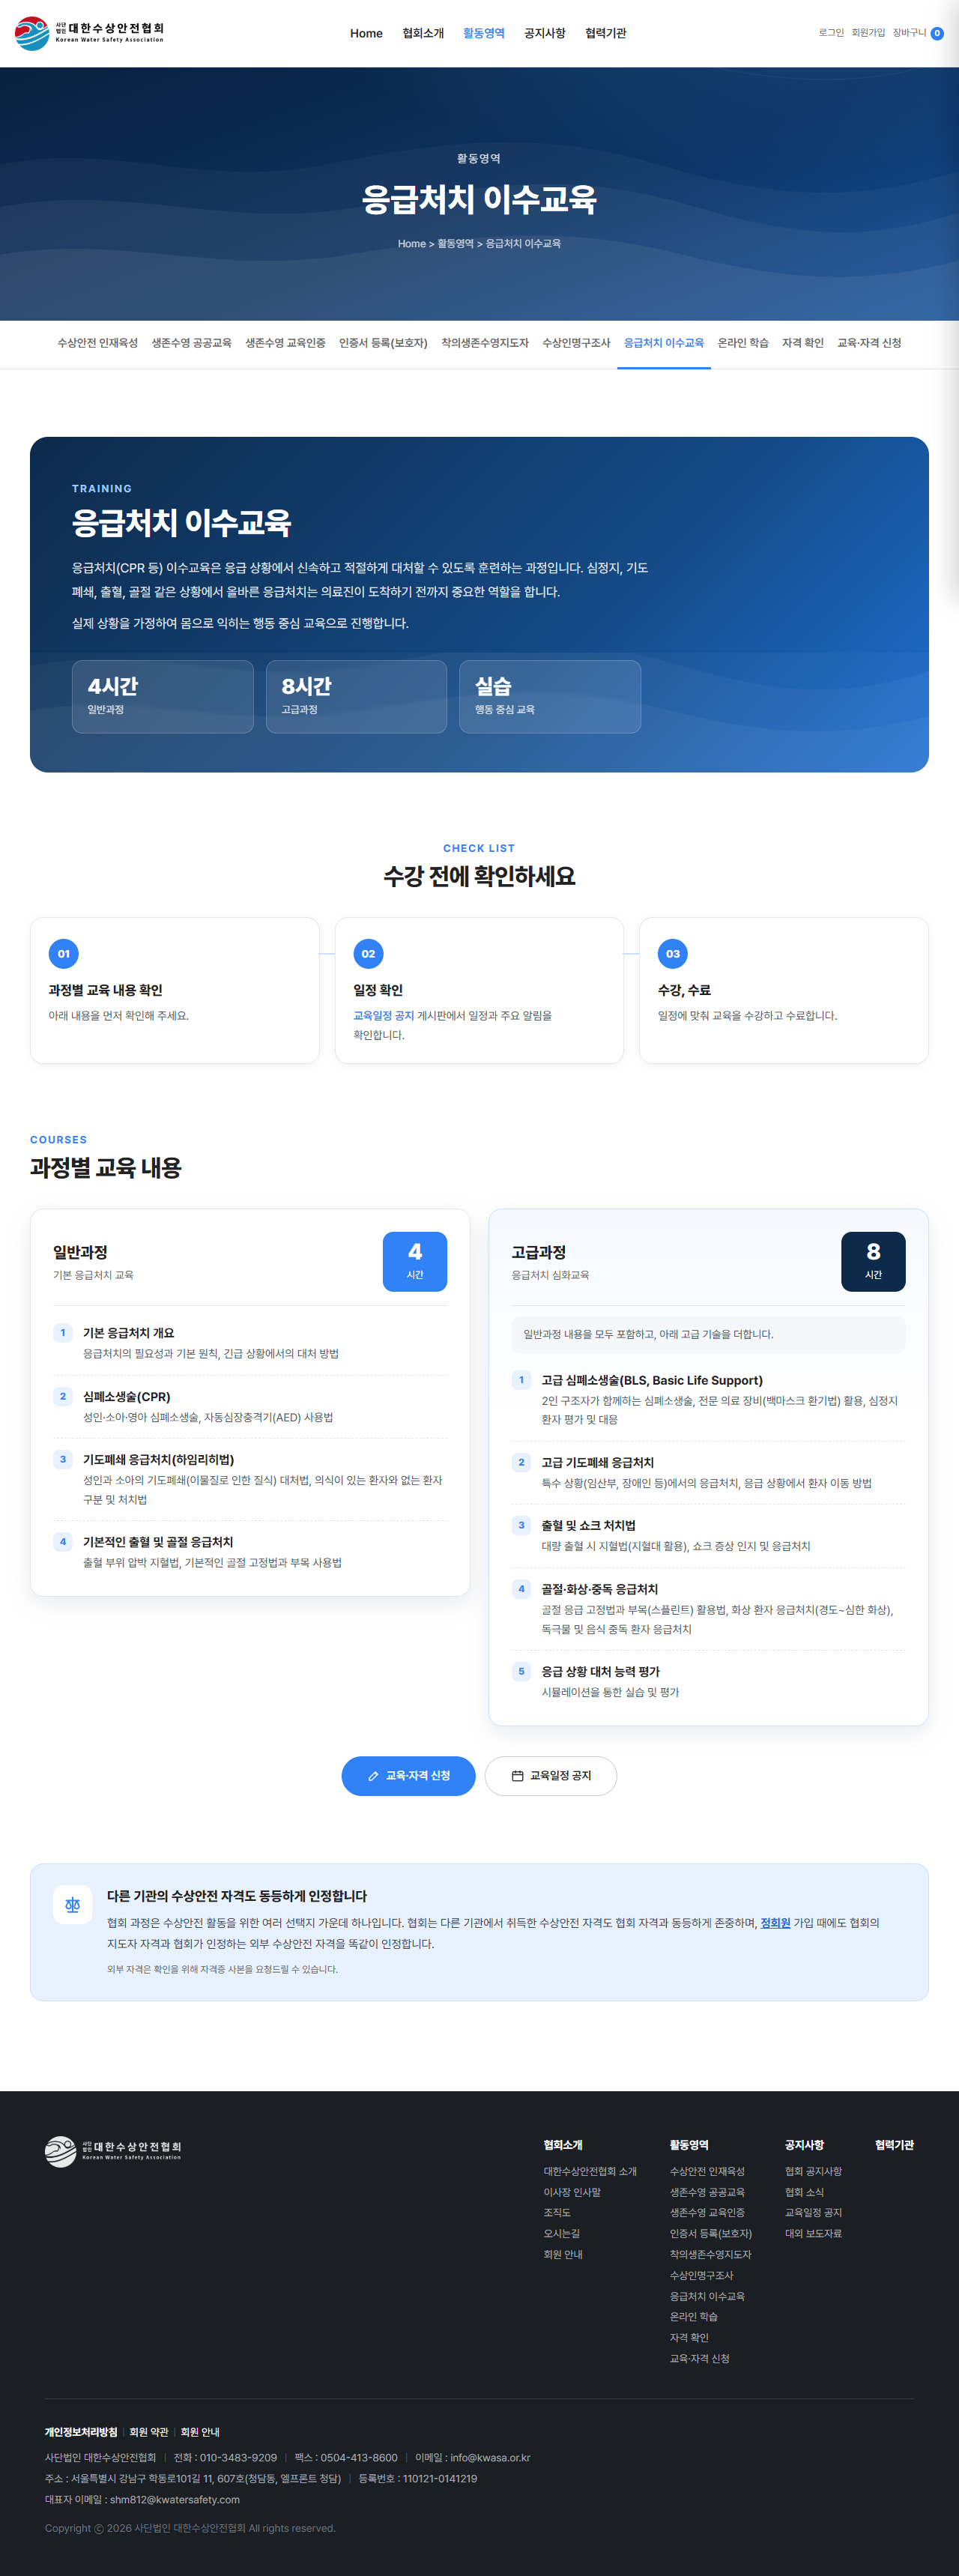 사단법인 대한수상안전협회
Korean Water Safety Association
Home 협회소개 활동영역 공지사항 협력기관
로그인 회원가입 장바구니 0
활동영역
응급처치 이수교육
Home > 활동영역 > 응급처치 이수교육
수상안전 인재육성 생존수영 공공교육 생존수영 교육인증 인증서 등록(보호자) 착의생존수영지도자 수상인명구조사 응급처치 이수교육 온라인 학습 자격 확인 교육·자격 신청
TRAINING
응급처치 이수교육
응급처치(CPR 등) 이수교육은 응급 상황에서 신속하고 적절하게 대처할 수 있도록 훈련하는 과정입니다. 심정지, 기도
폐쇄, 출혈, 골절 같은 상황에서 올바른 응급처치는 의료진이 도착하기 전까지 중요한 역할을 합니다.
실제 상황을 가정하여 몸으로 익히는 행동 중심 교육으로 진행합니다.
4시간
일반과정
8시간
고급과정
실습
행동 중심 교육
CHECK LIST
수강 전에 확인하세요
01
과정별 교육 내용 확인
아래 내용을 먼저 확인해 주세요.
02
일정 확인
교육일정 공지 게시판에서 일정과 주요 알림을
확인합니다.
03
수강, 수료
일정에 맞춰 교육을 수강하고 수료합니다.
COURSES
과정별 교육 내용
일반과정
기본 응급처치 교육
4
시간
1 기본 응급처치 개요
응급처치의 필요성과 기본 원칙, 긴급 상황에서의 대처 방법
2 심폐소생술(CPR)
성인·소아·영아 심폐소생술, 자동심장충격기(AED) 사용법
3 기도폐쇄 응급처치(하임리히법)
성인과 소아의 기도폐쇄(이물질로 인한 질식) 대처법, 의식이 있는 환자와 없는 환자
구분 및 처치법
4 기본적인 출혈 및 골절 응급처치
출혈 부위 압박 지혈법, 기본적인 골절 고정법과 부목 사용법
고급과정
응급처치 심화교육
8
시간
일반과정 내용을 모두 포함하고, 아래 고급 기술을 더합니다.
1 고급 심폐소생술(BLS, Basic Life Support)
2인 구조자가 함께하는 심폐소생술, 전문 의료 장비(백마스크 환기법) 활용, 심정지
환자 평가 및 대응
2 고급 기도폐쇄 응급처치
특수 상황(임산부, 장애인 등)에서의 응급처치, 응급 상황에서 환자 이동 방법
3 출혈 및 쇼크 처치법
대량 출혈 시 지혈법(지혈대 활용), 쇼크 증상 인지 및 응급처치
4 골절·화상·중독 응급처치
골절 응급 고정법과 부목(스플린트) 활용법, 화상 환자 응급처치(경도~심한 화상),
독극물 및 음식 중독 환자 응급처치
5 응급 상황 대처 능력 평가
시뮬레이션을 통한 실습 및 평가
교육·자격 신청
교육일정 공지
다른 기관의 수상안전 자격도 동등하게 인정합니다
협회 과정은 수상안전 활동을 위한 여러 선택지 가운데 하나입니다. 협회는 다른 기관에서 취득한 수상안전 자격도 협회 자격과 동등하게 존중하며, 정회원 가입 때에도 협회의
지도자 자격과 협회가 인정하는 외부 수상안전 자격을 똑같이 인정합니다.
외부 자격은 확인을 위해 자격증 사본을 요청드릴 수 있습니다.
사단법인 대한수상안전협회
Korean Water Safety Association
협회소개
대한수상안전협회 소개
이사장 인사말
조직도
오시는길
회원 안내
활동영역
수상안전 인재육성
생존수영 공공교육
생존수영 교육인증
인증서 등록(보호자)
착의생존수영지도자
수상인명구조사
응급처치 이수교육
온라인 학습
자격 확인
교육·자격 신청
공지사항
협회 공지사항
협회 소식
교육일정 공지
대외 보도자료
협력기관
개인정보처리방침 | 회원 약관 | 회원 안내
사단법인 대한수상안전협회 | 전화 : 010-3483-9209 | 팩스 : 0504-413-8600 | 이메일 : info@kwasa.or.kr
주소 : 서울특별시 강남구 학동로101길 11, 607호(청담동, 엘프론트 청담) | 등록번호 : 110121-0141219
대표자 이메일 : shm812@kwatersafety.com
Copyright ⓒ 2026 사단법인 대한수상안전협회 All rights reserved.